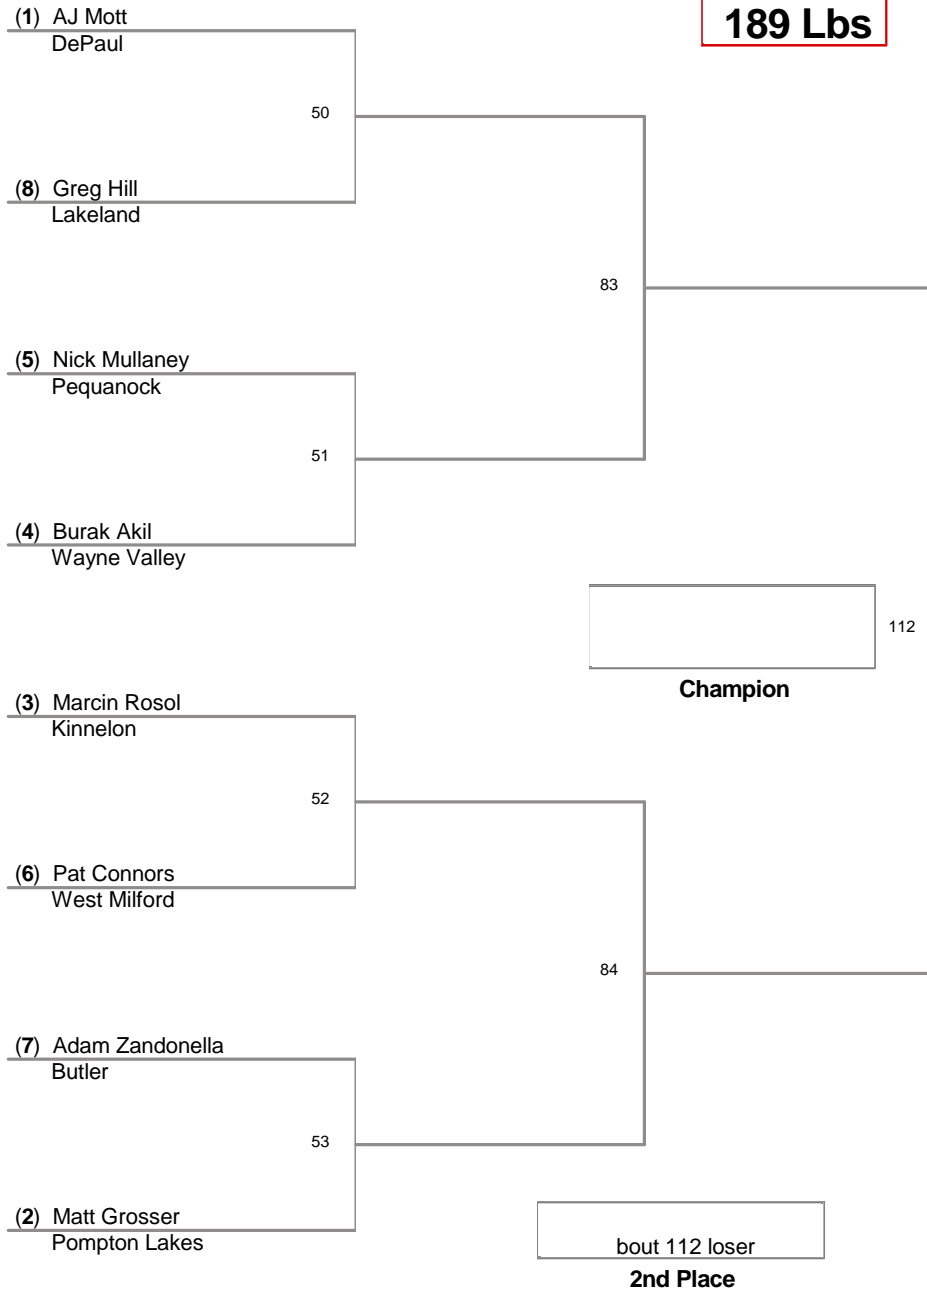 (1) AJ Mott
189 Lbs
DePaul
50
(8) Greg Hill
Lakeland
83
(5) Nick Mullaney
Pequanock
51
(4) Burak Akil
Wayne Valley
112
Champion
(3) Marcin Rosol
Kinnelon
52
(6) Pat Connors
West Milford
84
(7) Adam Zandonella
Butler
53
(2) Matt Grosser
Pompton Lakes
bout 112 loser
2nd Place